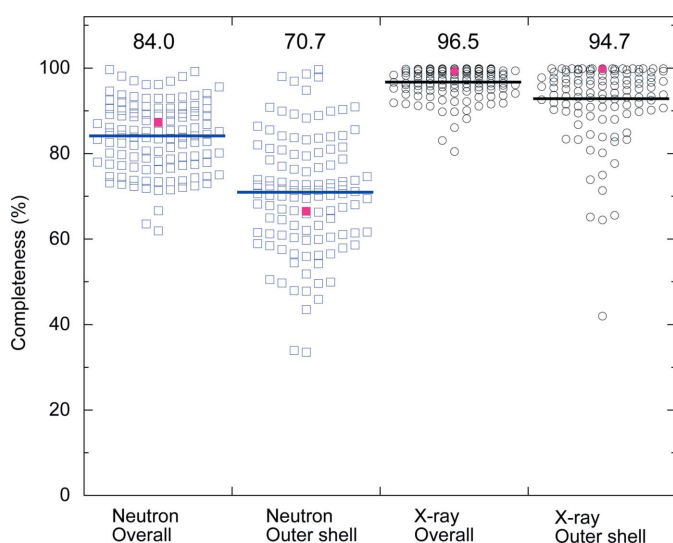 84.0 70.7 96.5 94.7
100
80
60
40
20
0
Completeness (%)
Neutron
Overall
Neutron
Outer shell
X-ray
Overall
X-ray
Outer shell